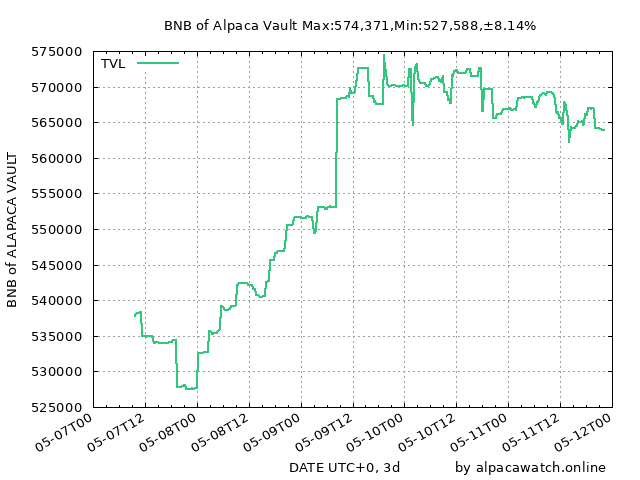 BNB of Alpaca Vault Max:574,371,Min:527,588,±8.14%
TVL
575000
570000
565000
560000
555000
550000
545000
540000
535000
530000
525000
BNB of ALAPACA VAULT
05-07T00
05-07T12
05-08T00
05-08T12
05-09T00
05-09T12
05-10T00
05-10T12
05-11T00
05-11T12
05-12T00
DATE UTC+0, 3d
by alpacawatch.online